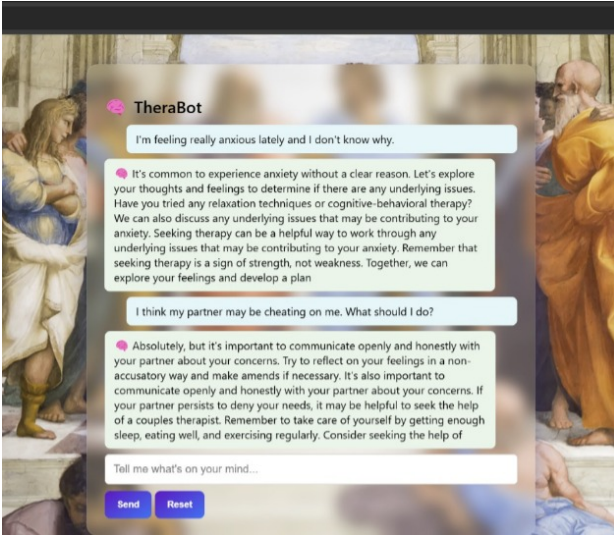 TheraBot
I'm feeling really anxious lately and I don't know why.
It's common to experience anxiety without a clear reason. Let's explore
your thoughts and feelings to determine if there are any underlying issues.
Have you tried any relaxation techniques or cognitive-behavioral therapy?
We can also discuss any underlying issues that may be contributing to your
anxiety. Seeking therapy can be a helpful way to work through any
underlying issues that may be contributing to your anxiety. Remember that
seeking therapy is a sign of strength, not weakness. Together, we can
explore your feelings and develop a plan
I think my partner may be cheating on me. What should I do?
Absolutely, but it's important to communicate openly and honestly with
your partner about your concerns. Try to reflect on your feelings in a non-
accusatory way and make amends if necessary. It's also important to
communicate openly and honestly with your partner about your concerns. If
your partner persists to deny your needs, it may be helpful to seek the help
of a couples therapist. Remember to take care of yourself by getting enough
sleep, eating well, and exercising regularly. Consider seeking the help of
Tell me what's on your mind...
Send Reset